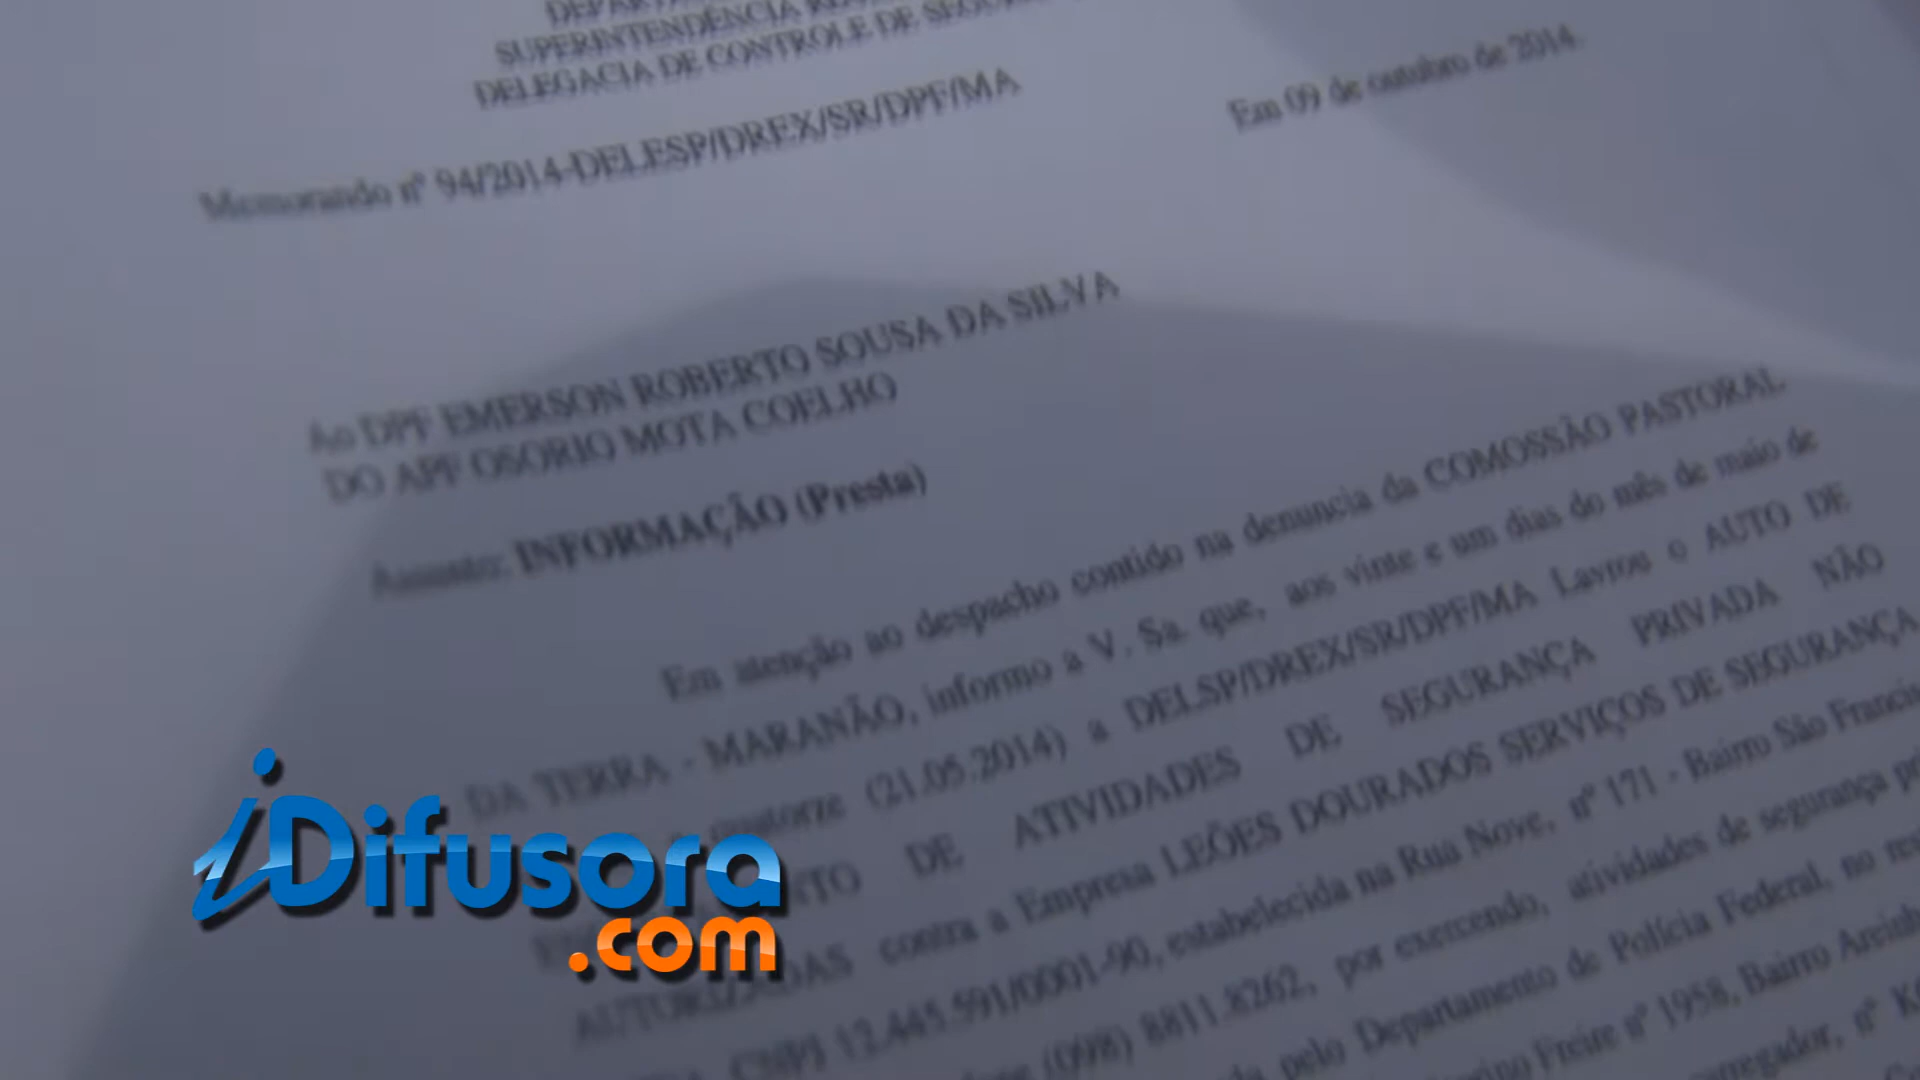 SUPERINTENDÊNCIA
DELEGACIA DE CONTROLE DE
Em 09 de outubro de 2014.
Memorando nº 94/2014-DELESP/DREX/SR/DPF/MA
Ao DPF EMERSON ROBERTO SOUSA DA SILVA
DO APF OSORIO MOTA COELHO
Assunto: INFORMAÇÃO (Presta)
Em atenção ao despacho contido na denuncia da COMOSSÃO PASTORAL
DA TERRA - MARANÃO, informo a V. Sa. que, aos vinte e um dias do mês de maio de
e quatorze (21.05.2014) a DELSP/DREX/SR/DPF/MA Lavrou o AUTO DE
DE ATIVIDADES DE SEGURANÇA PRIVADA NÃO
AUTORIZADAS contra a Empresa LEÕES DOURADOS SERVIÇOS DE SEGURANÇA
CNPJ 12.445.591/0001-90, estabelecida na Rua Nove, nº 171 - Bairro São
(098) 8811.8262, por exercendo, atividades de segurança
pelo Departamento de Polícia Federal, no
Freire nº 1958, Bairro
nº
iDifusora
.com